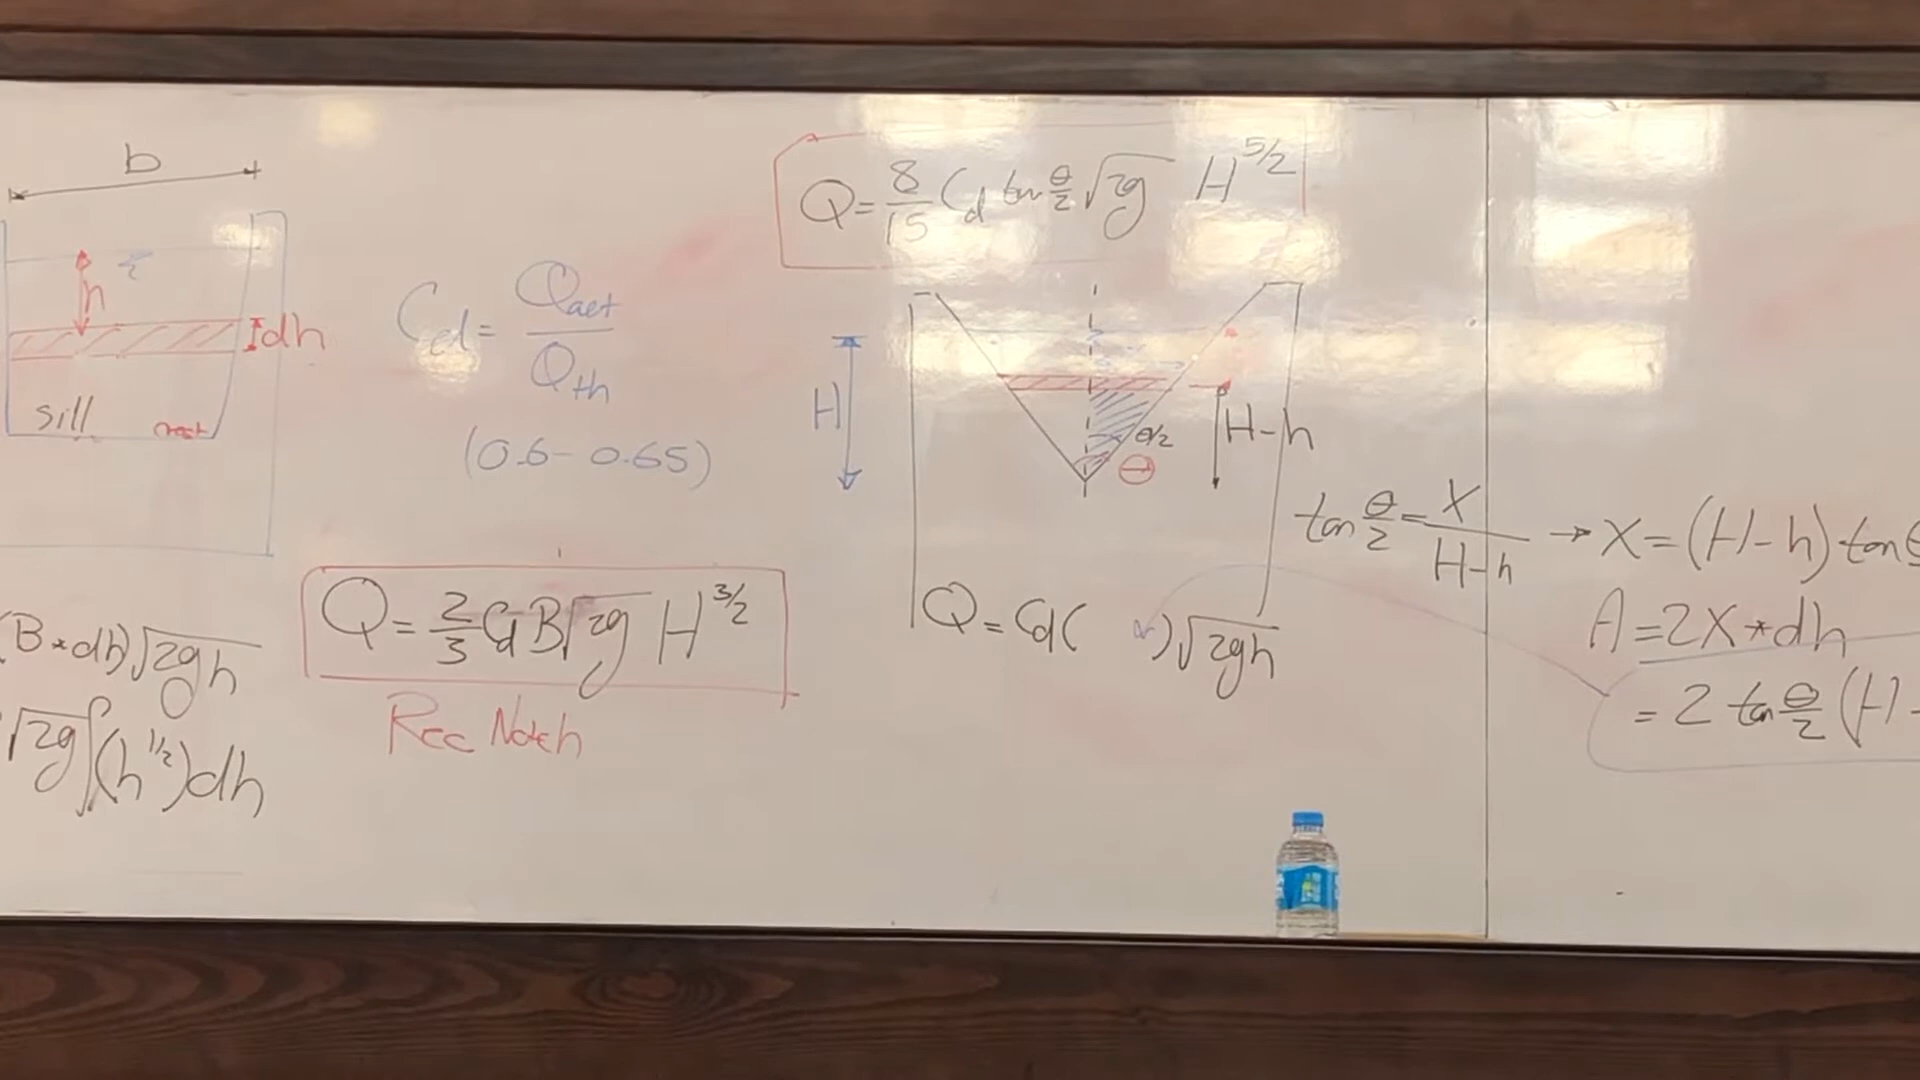 b
h
dh
sill
crest
(B*dh)√2gh
√2g∫(h^1/2)dh
Cd = Qact/Qth
(0.6 - 0.65)
Q = 2/3 Cd B√2g H^3/2
Rec Notch
Q = 8/15 Cd tan θ/2 √2g H^5/2
H
θ/2
θ
H-h
Q = Cd( )√2gh
tan θ/2 = X/(H-h) → X = (H-h) tan θ
A = 2X*dh
= 2 tan θ/2 (H-